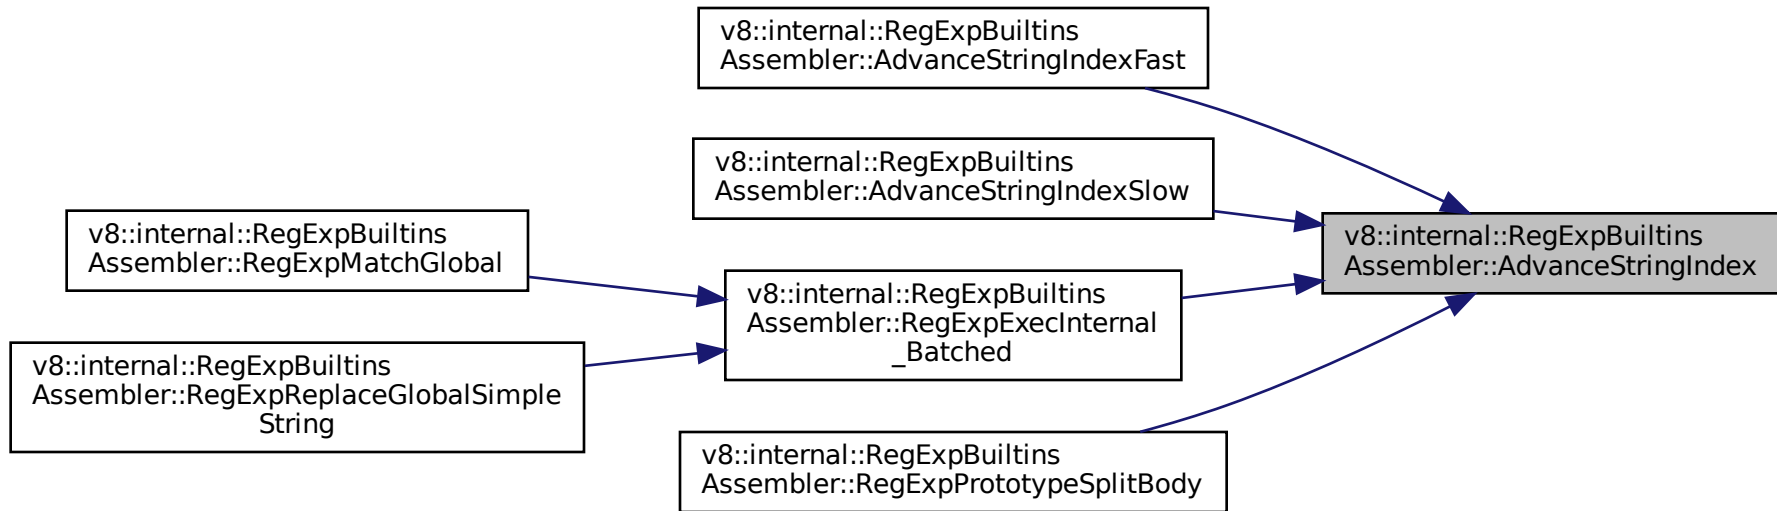 v8::internal::RegExpBuiltins
Assembler::AdvanceStringIndexFast
v8::internal::RegExpBuiltins
Assembler::AdvanceStringIndexSlow
v8::internal::RegExpBuiltins
Assembler::RegExpMatchGlobal
v8::internal::RegExpBuiltins
Assembler::AdvanceStringIndex
v8::internal::RegExpBuiltins
Assembler::RegExpExecInternal
_Batched
v8::internal::RegExpBuiltins
Assembler::RegExpReplaceGlobalSimple
String
v8::internal::RegExpBuiltins
Assembler::RegExpPrototypeSplitBody